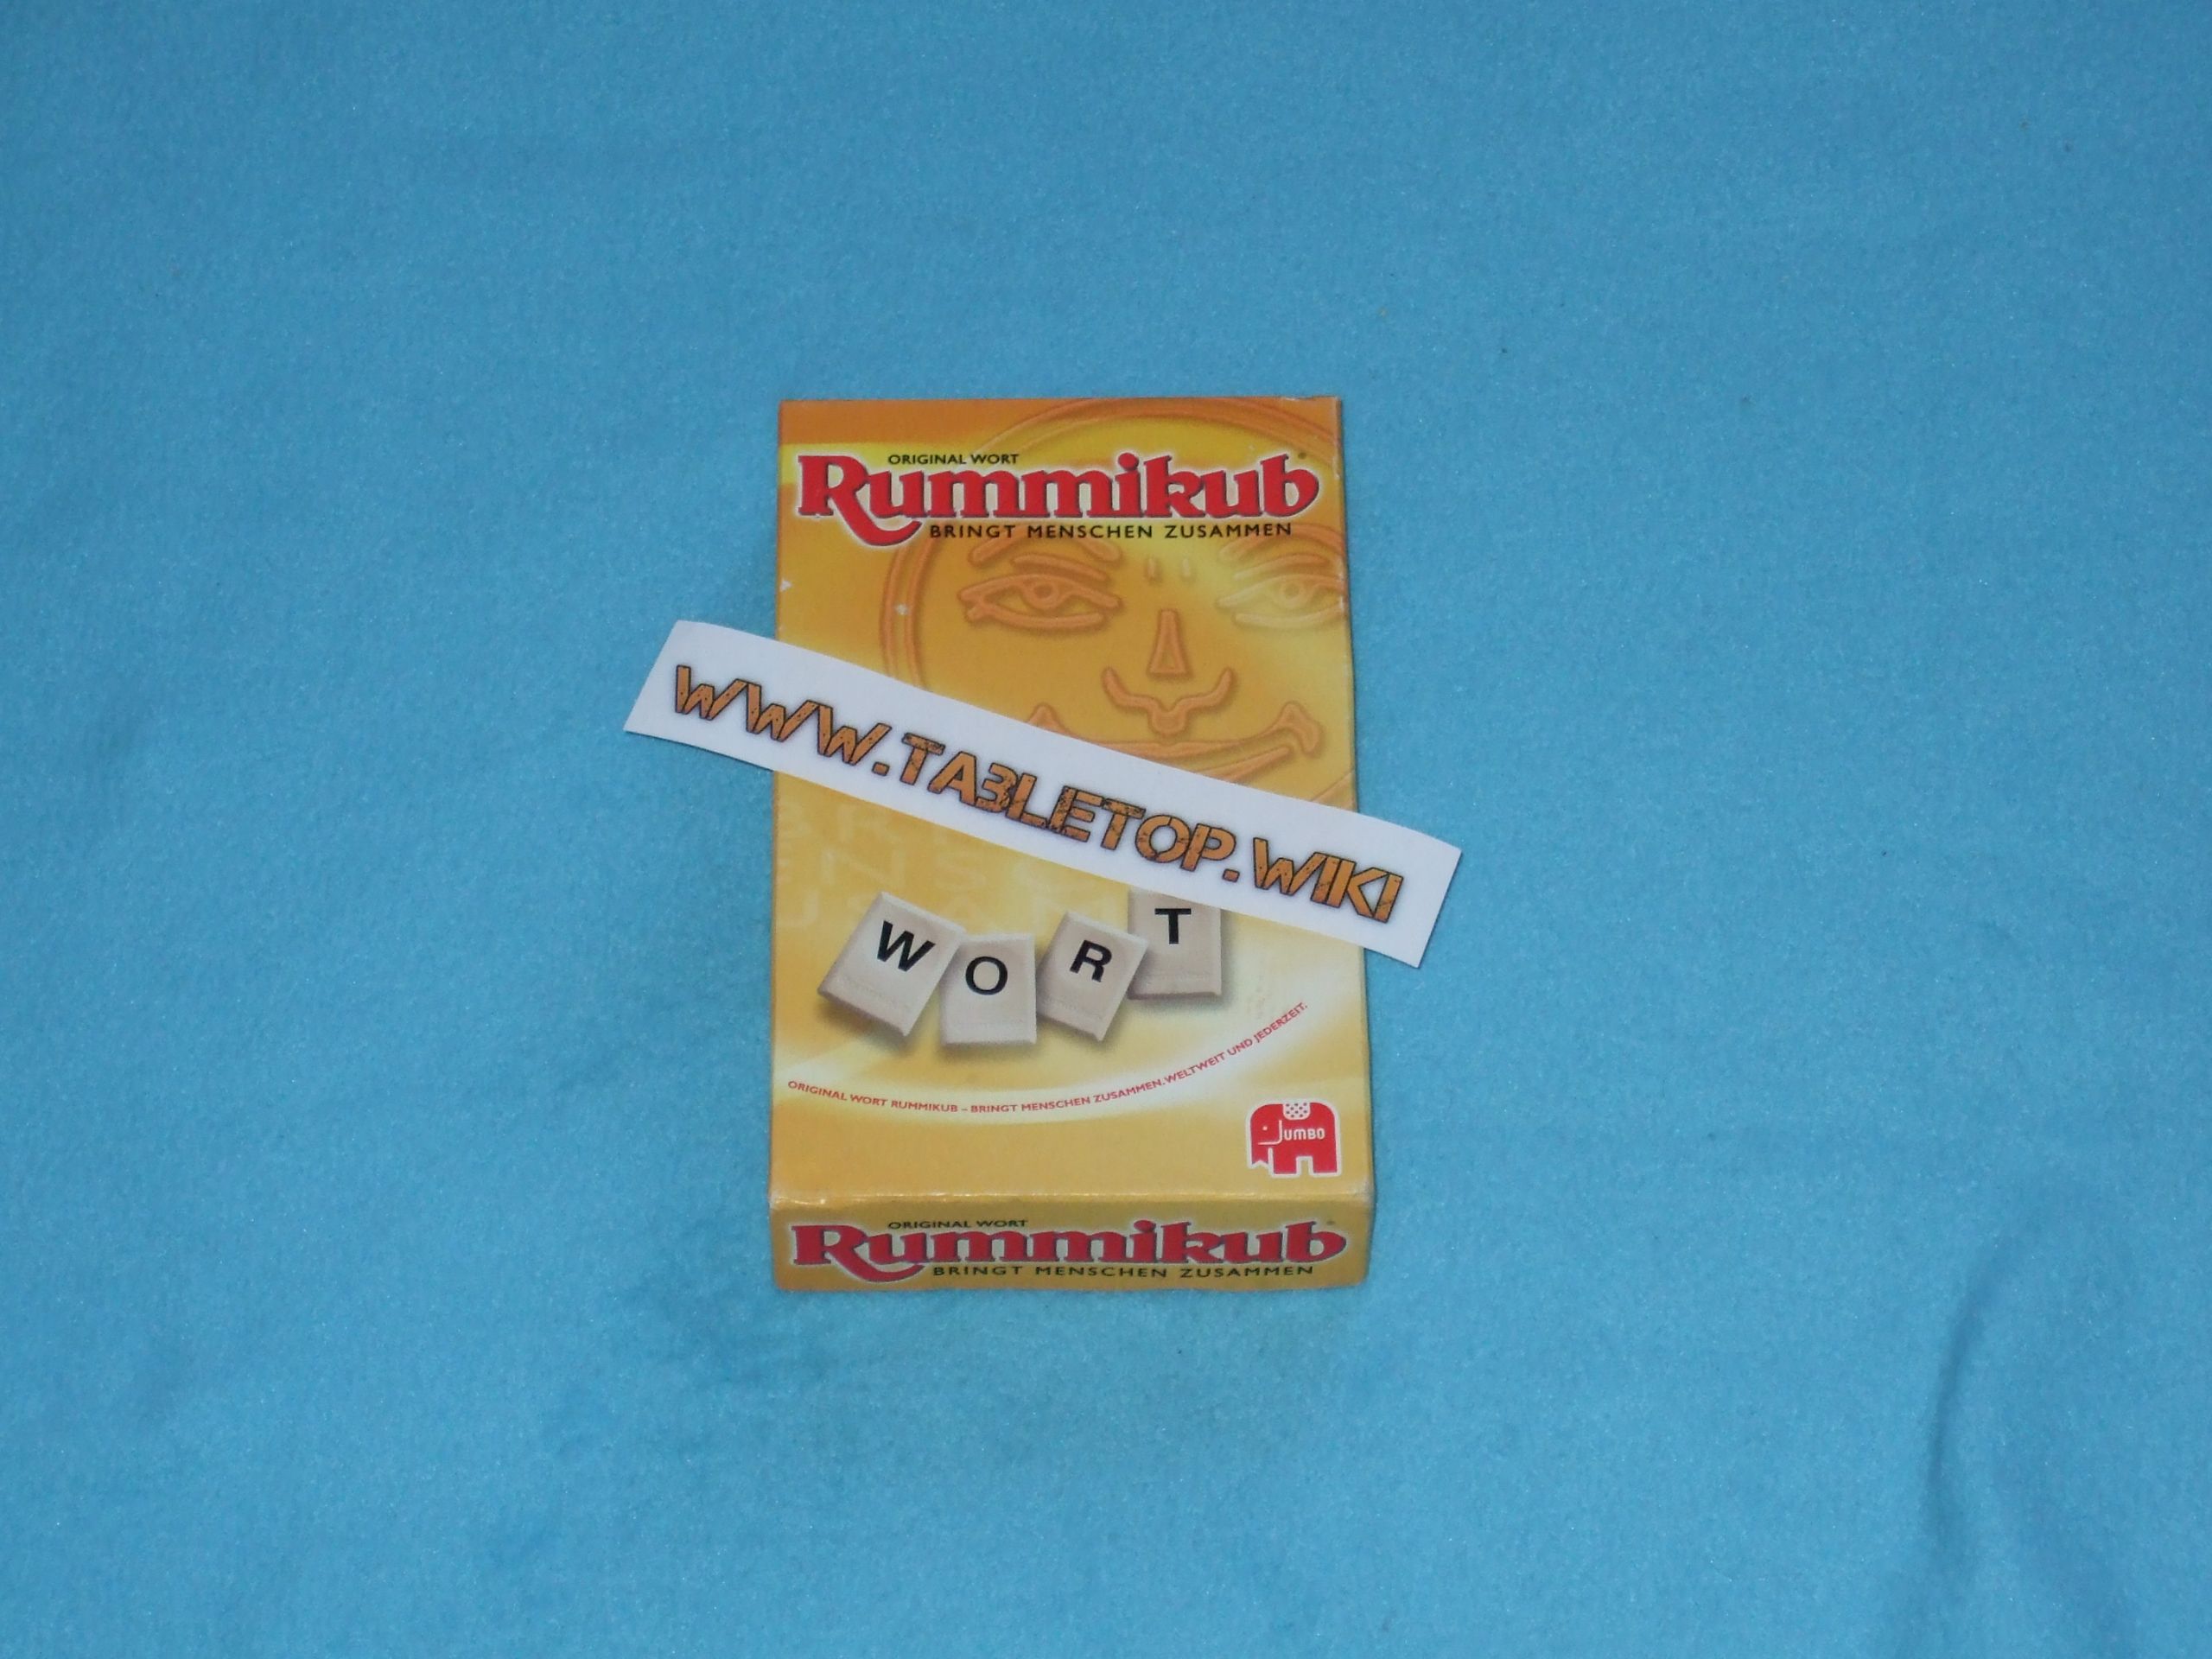 ORIGINAL WORT
Rummikub
BRINGT MENSCHEN ZUSAMMEN
WWW.TABLETOP.WIKI
W O R T
ORIGINAL WORT RUMMIKUB – BRINGT MENSCHEN ZUSAMMEN. WELTWEIT UND JEDERZEIT.
JUMBO
ORIGINAL WORT
Rummikub
BRINGT MENSCHEN ZUSAMMEN